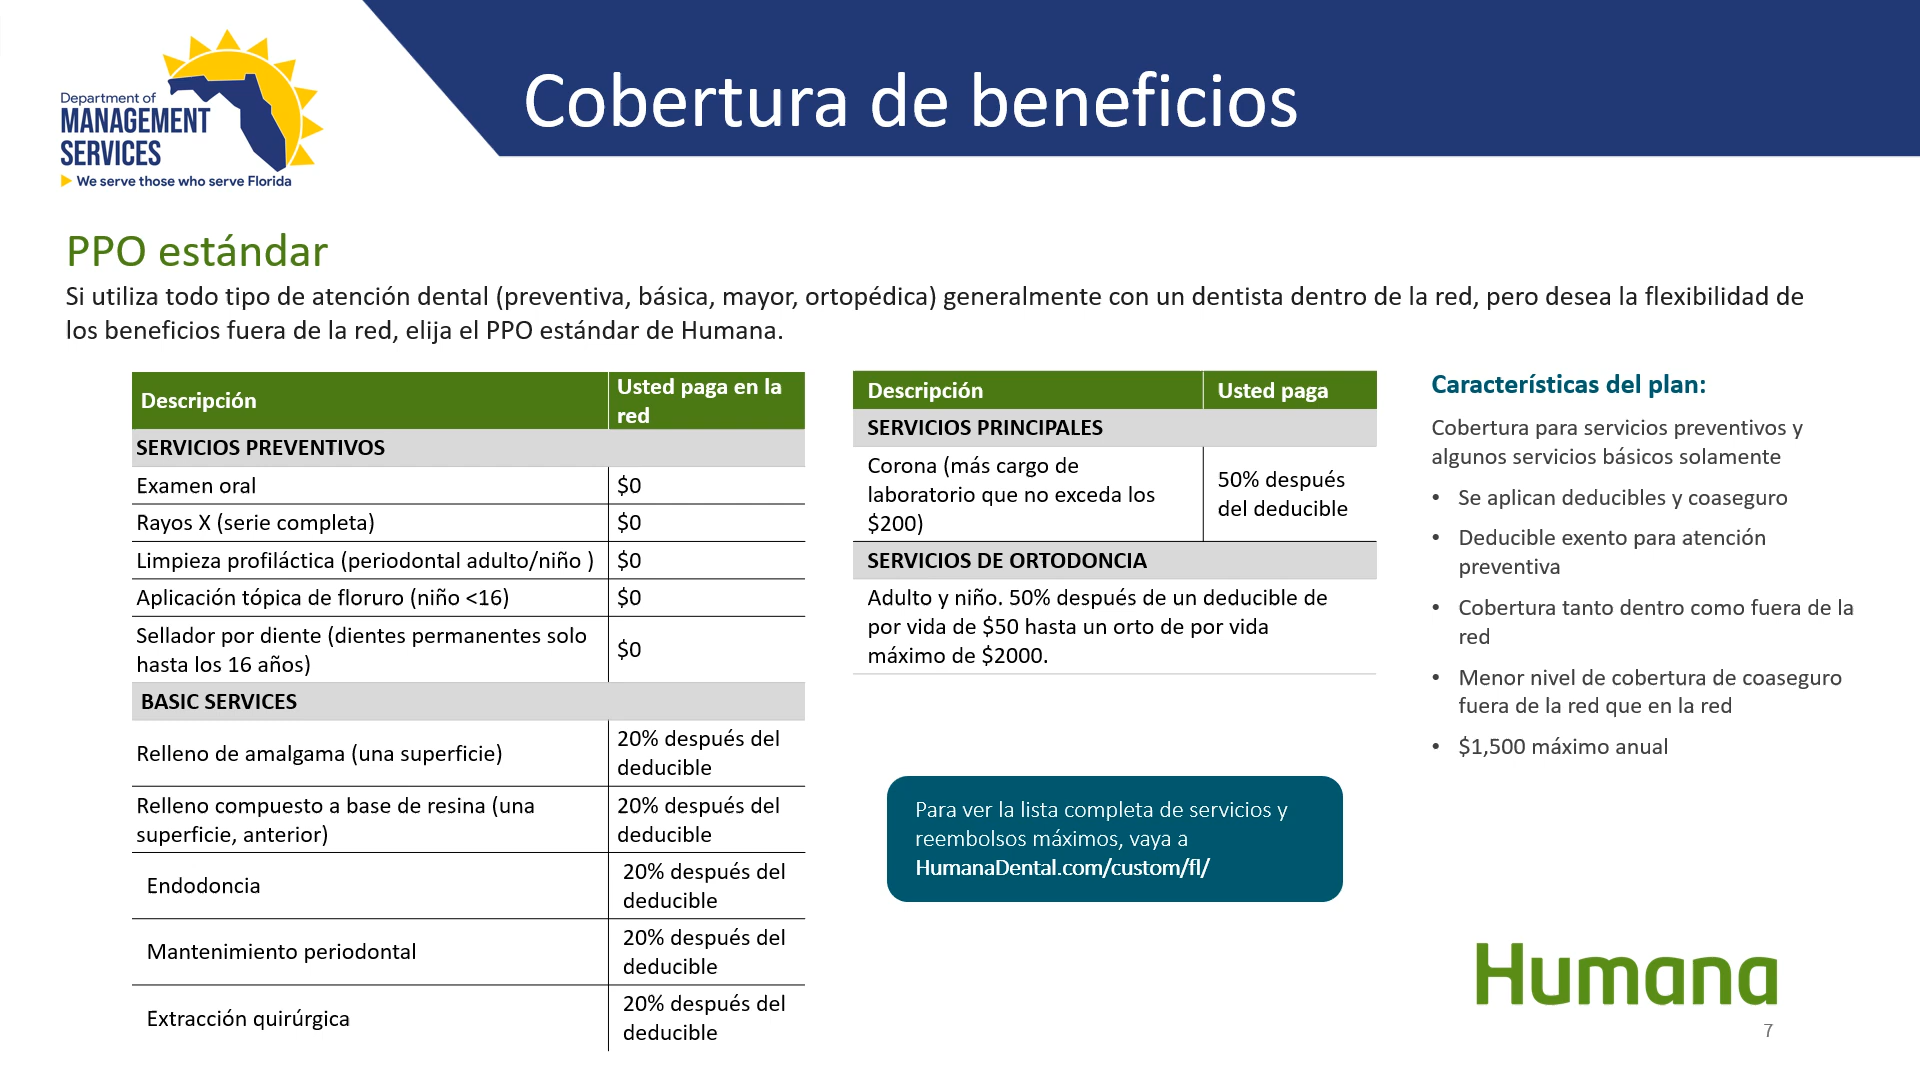 Department of
MANAGEMENT
SERVICES
We serve those who serve Florida
Cobertura de beneficios
PPO estándar
Si utiliza todo tipo de atención dental (preventiva, básica, mayor, ortopédica) generalmente con un dentista dentro de la red, pero desea la flexibilidad de
los beneficios fuera de la red, elija el PPO estándar de Humana.
Descripción
Usted paga en la
red
SERVICIOS PREVENTIVOS
Examen oral
$0
Rayos X (serie completa)
$0
Limpieza profiláctica (periodontal adulto/niño )
$0
Aplicación tópica de floruro (niño <16)
$0
Sellador por diente (dientes permanentes solo
hasta los 16 años)
$0
BASIC SERVICES
Relleno de amalgama (una superficie)
20% después del
deducible
Relleno compuesto a base de resina (una
superficie, anterior)
20% después del
deducible
Endodoncia
20% después del
deducible
Mantenimiento periodontal
20% después del
deducible
Extracción quirúrgica
20% después del
deducible
Descripción
Usted paga
SERVICIOS PRINCIPALES
Corona (más cargo de
laboratorio que no exceda los
$200)
50% después
del deducible
SERVICIOS DE ORTODONCIA
Adulto y niño. 50% después de un deducible de
por vida de $50 hasta un orto de por vida
máximo de $2000.
Para ver la lista completa de servicios y
reembolsos máximos, vaya a
HumanaDental.com/custom/fl/
Características del plan:
Cobertura para servicios preventivos y
algunos servicios básicos solamente
• Se aplican deducibles y coaseguro
• Deducible exento para atención
preventiva
• Cobertura tanto dentro como fuera de la
red
• Menor nivel de cobertura de coaseguro
fuera de la red que en la red
• $1,500 máximo anual
Humana
7